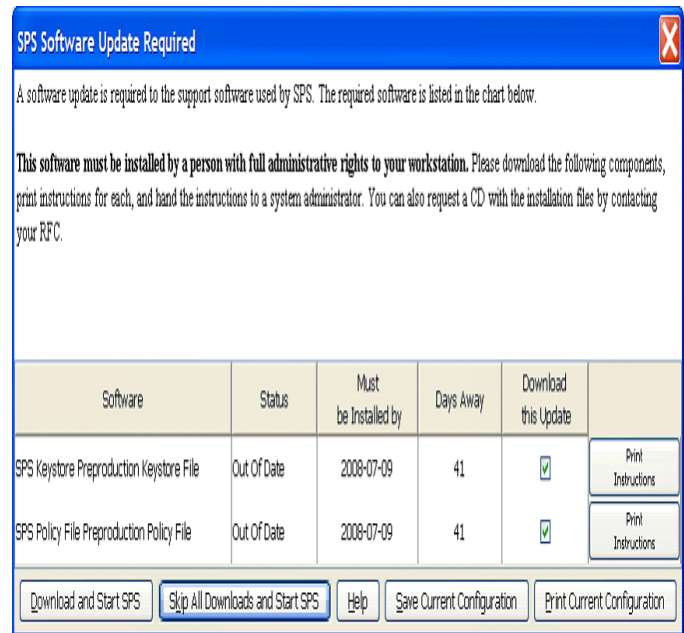 SPS Software Update Required
A software update is required to the support software used by SPS. The required software is listed in the chart below.
This software must be installed by a person with full administrative rights to your workstation. Please download the following components,
print instructions for each, and hand the instructions to a system administrator. You can also request a CD with the installation files by contacting
your RFC.
Software Status Must be Installed by Days Away Download this Update
SPS Keystore Preproduction Keystore File Out Of Date 2008-07-09 41 Print Instructions
SPS Policy File Preproduction Policy File Out Of Date 2008-07-09 41 Print Instructions
Download and Start SPS Skip All Downloads and Start SPS Help Save Current Configuration Print Current Configuration